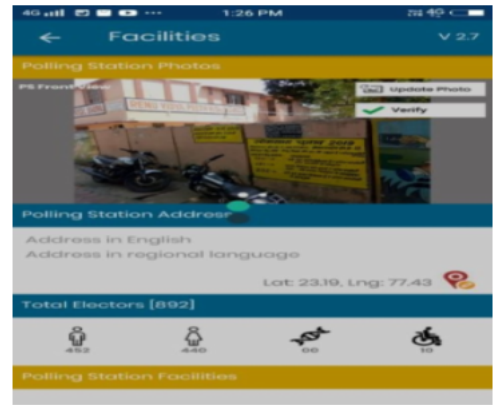 4G 1:26 PM 4G
← Facilities V 2.7
Polling Station Photos
PS Front View
Update Photo
Verify
Polling Station Address
Address in English
Address in regional language
Lat: 23.19, Lng: 77.43
Total Electors [892]
452 440 00 10
Polling Station Facilities